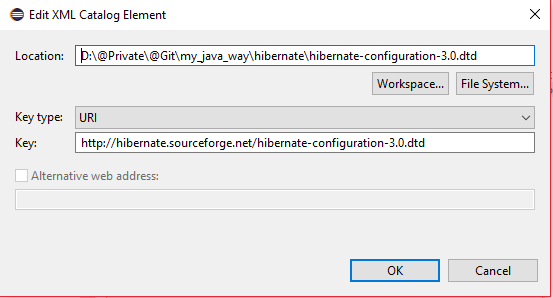 Edit XML Catalog Element
Location: D:\@Private\@Git\my_java_way\hibernate\hibernate-configuration-3.0.dtd
Workspace... File System...
Key type: URI
Key: http://hibernate.sourceforge.net/hibernate-configuration-3.0.dtd
Alternative web address:
OK Cancel